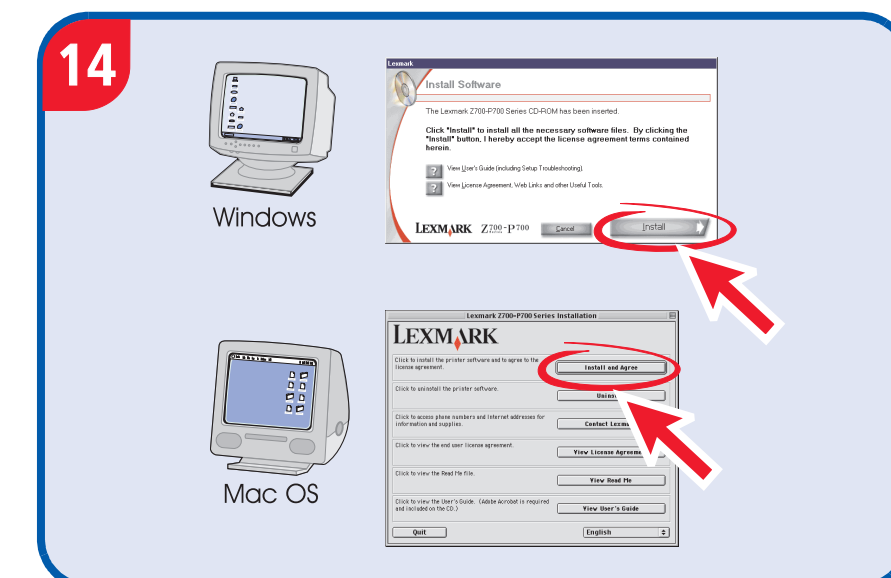 14
Windows
Lexmark
Install Software
The Lexmark Z700-P700 Series CD-ROM has been inserted.
Click "Install" to install all the necessary software files. By clicking the
"Install" button, I hereby accept the license agreement terms contained
herein.
? View User's Guide (including Setup Troubleshooting).
? View License Agreement, Web Links and other Useful Tools.
LEXMARK Z700-P700 Cancel Install
Mac OS
Lexmark Z700-P700 Series Installation
LEXMARK
Click to install the printer software and to agree to the
license agreement.
Install and Agree
Click to uninstall the printer software.
Click to access phone numbers and Internet addresses for
information and supplies.
Contact
Click to view the end user license agreement.
View License
Click to view the Read Me file.
View Read Me
Click to view the User's Guide. (Adobe Acrobat is required
and included on the CD.)
View User's Guide
Quit
English